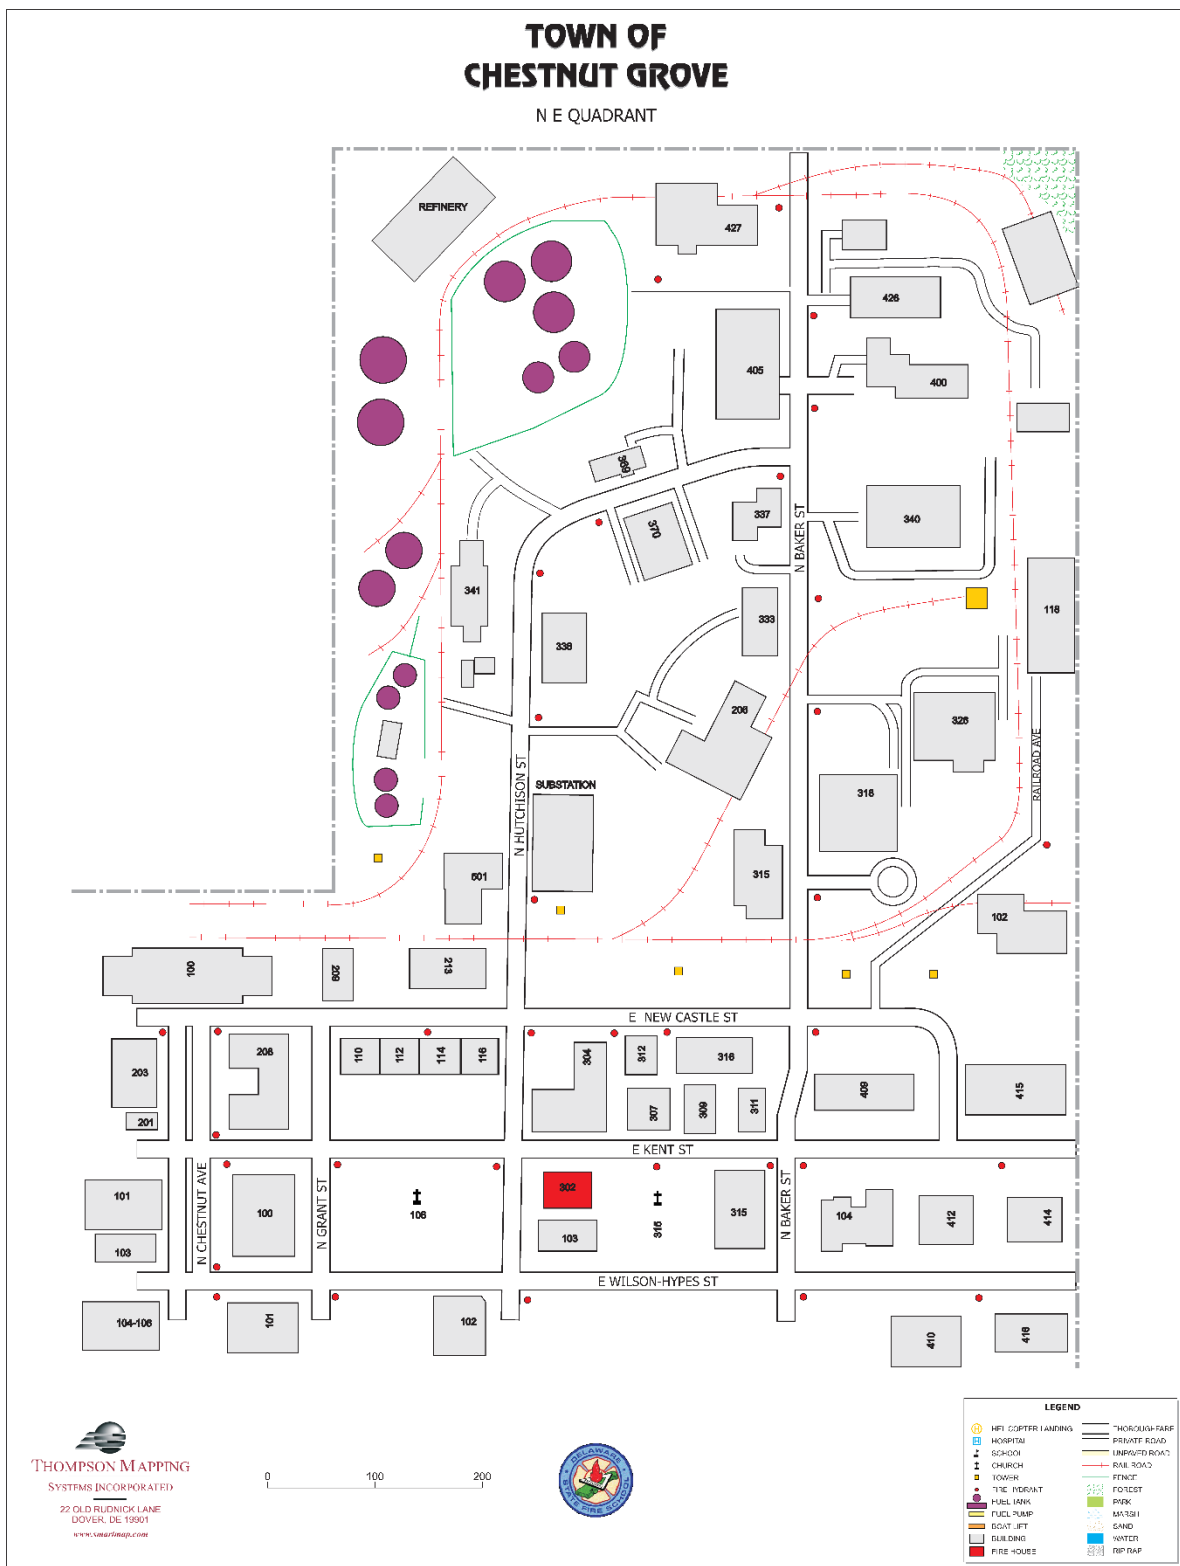 TOWN OF
CHESTNUT GROVE
N E QUADRANT
REFINERY
427
426
405
400
369
337
370
340
N BAKER ST
341
118
333
338
206
326
SUBSTATION
RAILROAD AVE
316
N HUTCHISON ST
501
315
102
100
209
213
E NEW CASTLE ST
208
110
112
114
116
304
312
316
203
409
415
201
307
309
311
E KENT ST
101
302
N CHESTNUT AVE
100
N GRANT ST
106
315
315
N BAKER ST
104
412
414
103
103
E WILSON-HYPES ST
104-106
101
102
410
416
THOMPSON MAPPING
SYSTEMS INCORPORATED
22 OLD RUDNICK LANE
DOVER, DE 19901
www.smartmap.com
0 100 200
DELAWARE
STATE FIRE SCHOOL
LEGEND
HELICOPTER LANDING
HOSPITAL
SCHOOL
CHURCH
TOWER
FIRE HYDRANT
FUEL TANK
FUEL PUMP
BOAT LIFT
BUILDING
FIRE HOUSE
THOROUGHFARE
PRIVATE ROAD
UNPAVED ROAD
RAILROAD
FENCE
FOREST
PARK
MARSH
SAND
WATER
RIP RAP